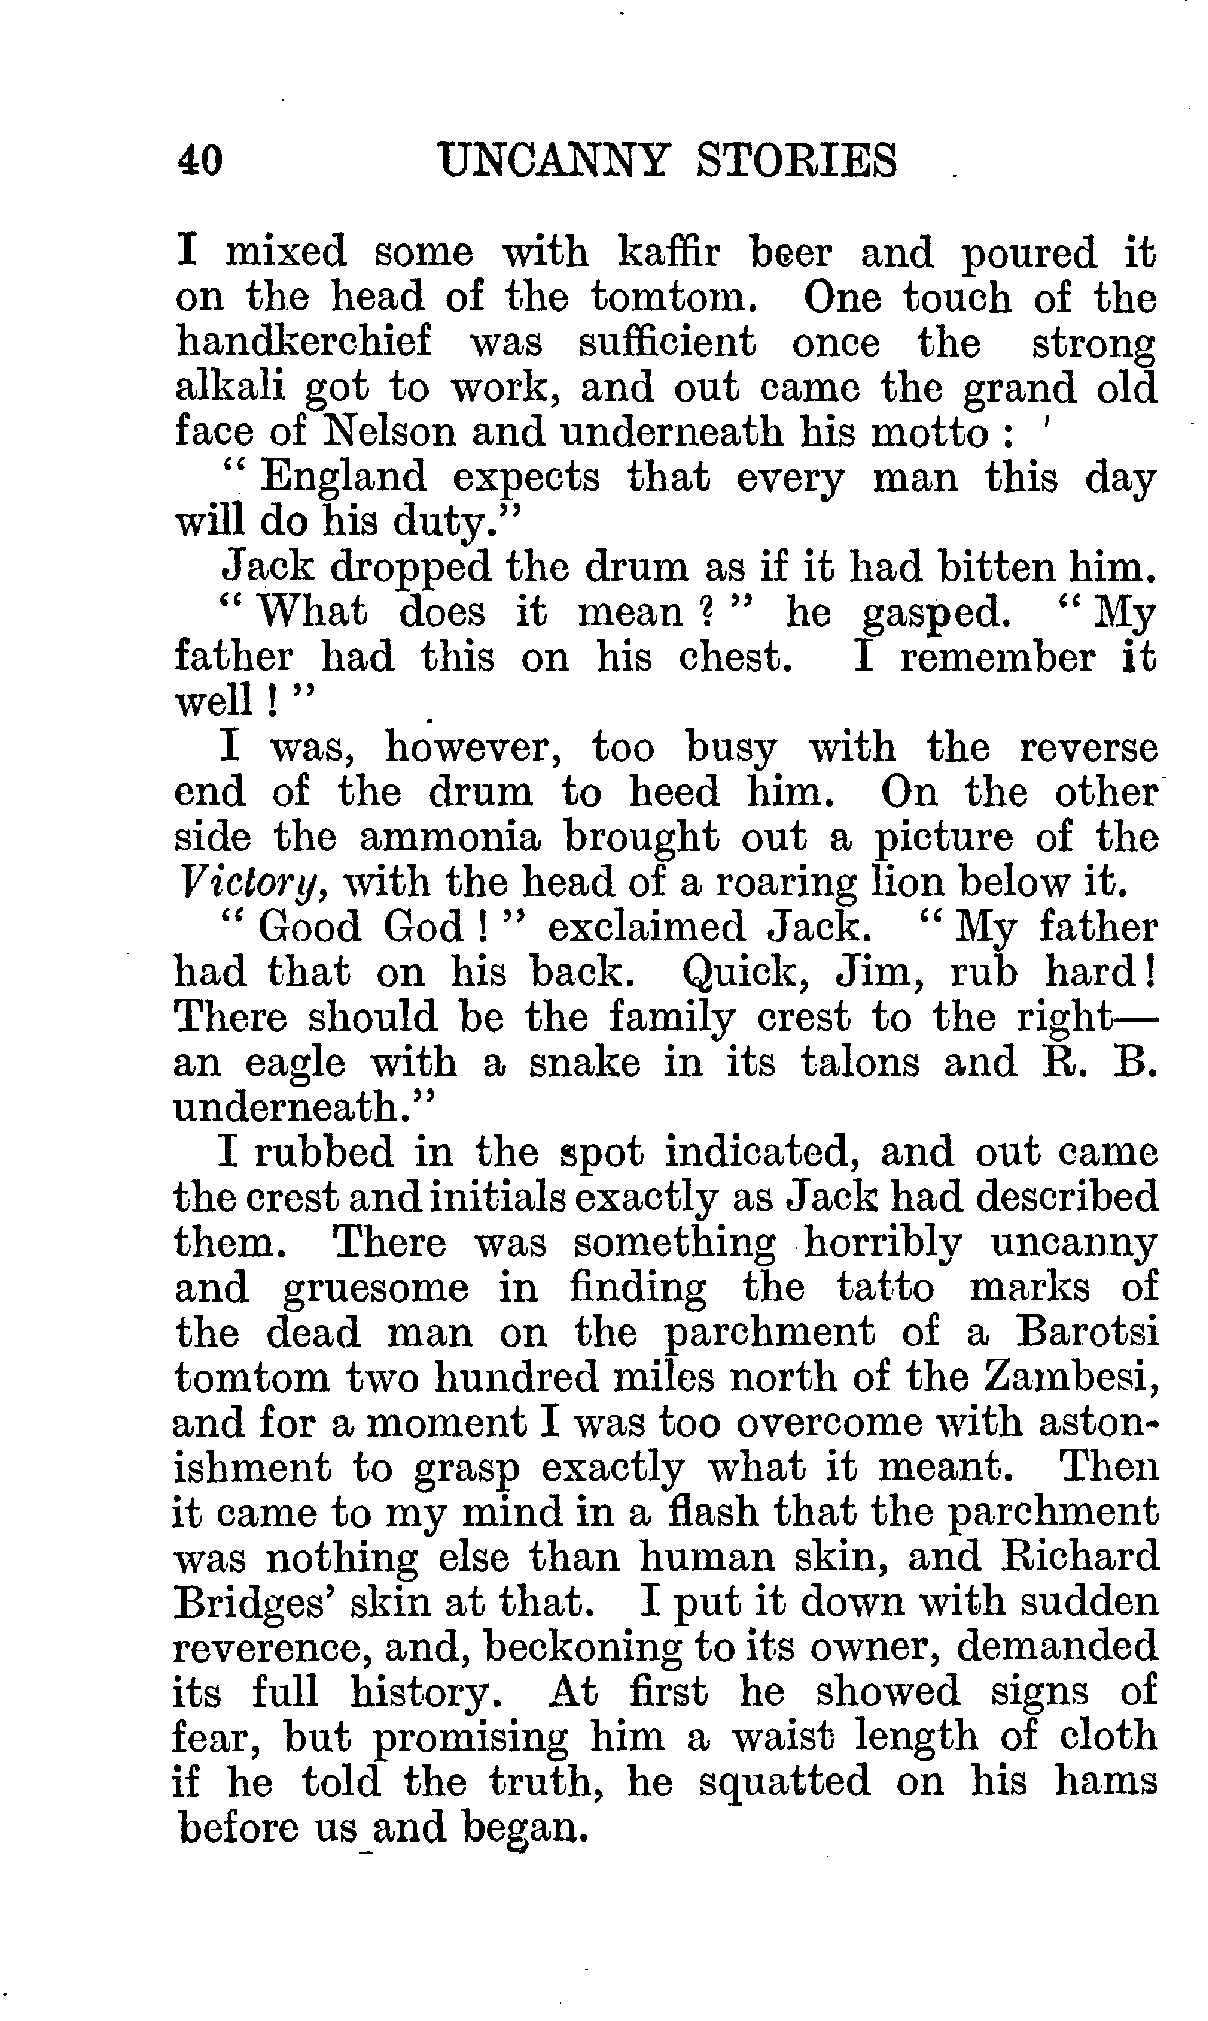 40 UNCANNY STORIES
I mixed some with kaffir beer and poured it
on the head of the tomtom. One touch of the
handkerchief was sufficient once the strong
alkali got to work, and out came the grand old
face of Nelson and underneath his motto : '
“ England expects that every man this day
will do his duty.”
Jack dropped the drum as if it had bitten him.
“ What does it mean ? ” he gasped. “ My
father had this on his chest. I remember it
well ! ”
I was, however, too busy with the reverse
end of the drum to heed him. On the other
side the ammonia brought out a picture of the
Victory, with the head of a roaring lion below it.
“ Good God ! ” exclaimed Jack. “ My father
had that on his back. Quick, Jim, rub hard!
There should be the family crest to the right—
an eagle with a snake in its talons and R. B.
underneath.”
I rubbed in the spot indicated, and out came
the crest and initials exactly as Jack had described
them. There was something horribly uncanny
and gruesome in finding the tatto marks of
the dead man on the parchment of a Barotsi
tomtom two hundred miles north of the Zambesi,
and for a moment I was too overcome with aston-
ishment to grasp exactly what it meant. Then
it came to my mind in a flash that the parchment
was nothing else than human skin, and Richard
Bridges’ skin at that. I put it down with sudden
reverence, and, beckoning to its owner, demanded
its full history. At first he showed signs of
fear, but promising him a waist length of cloth
if he told the truth, he squatted on his hams
before us and began.